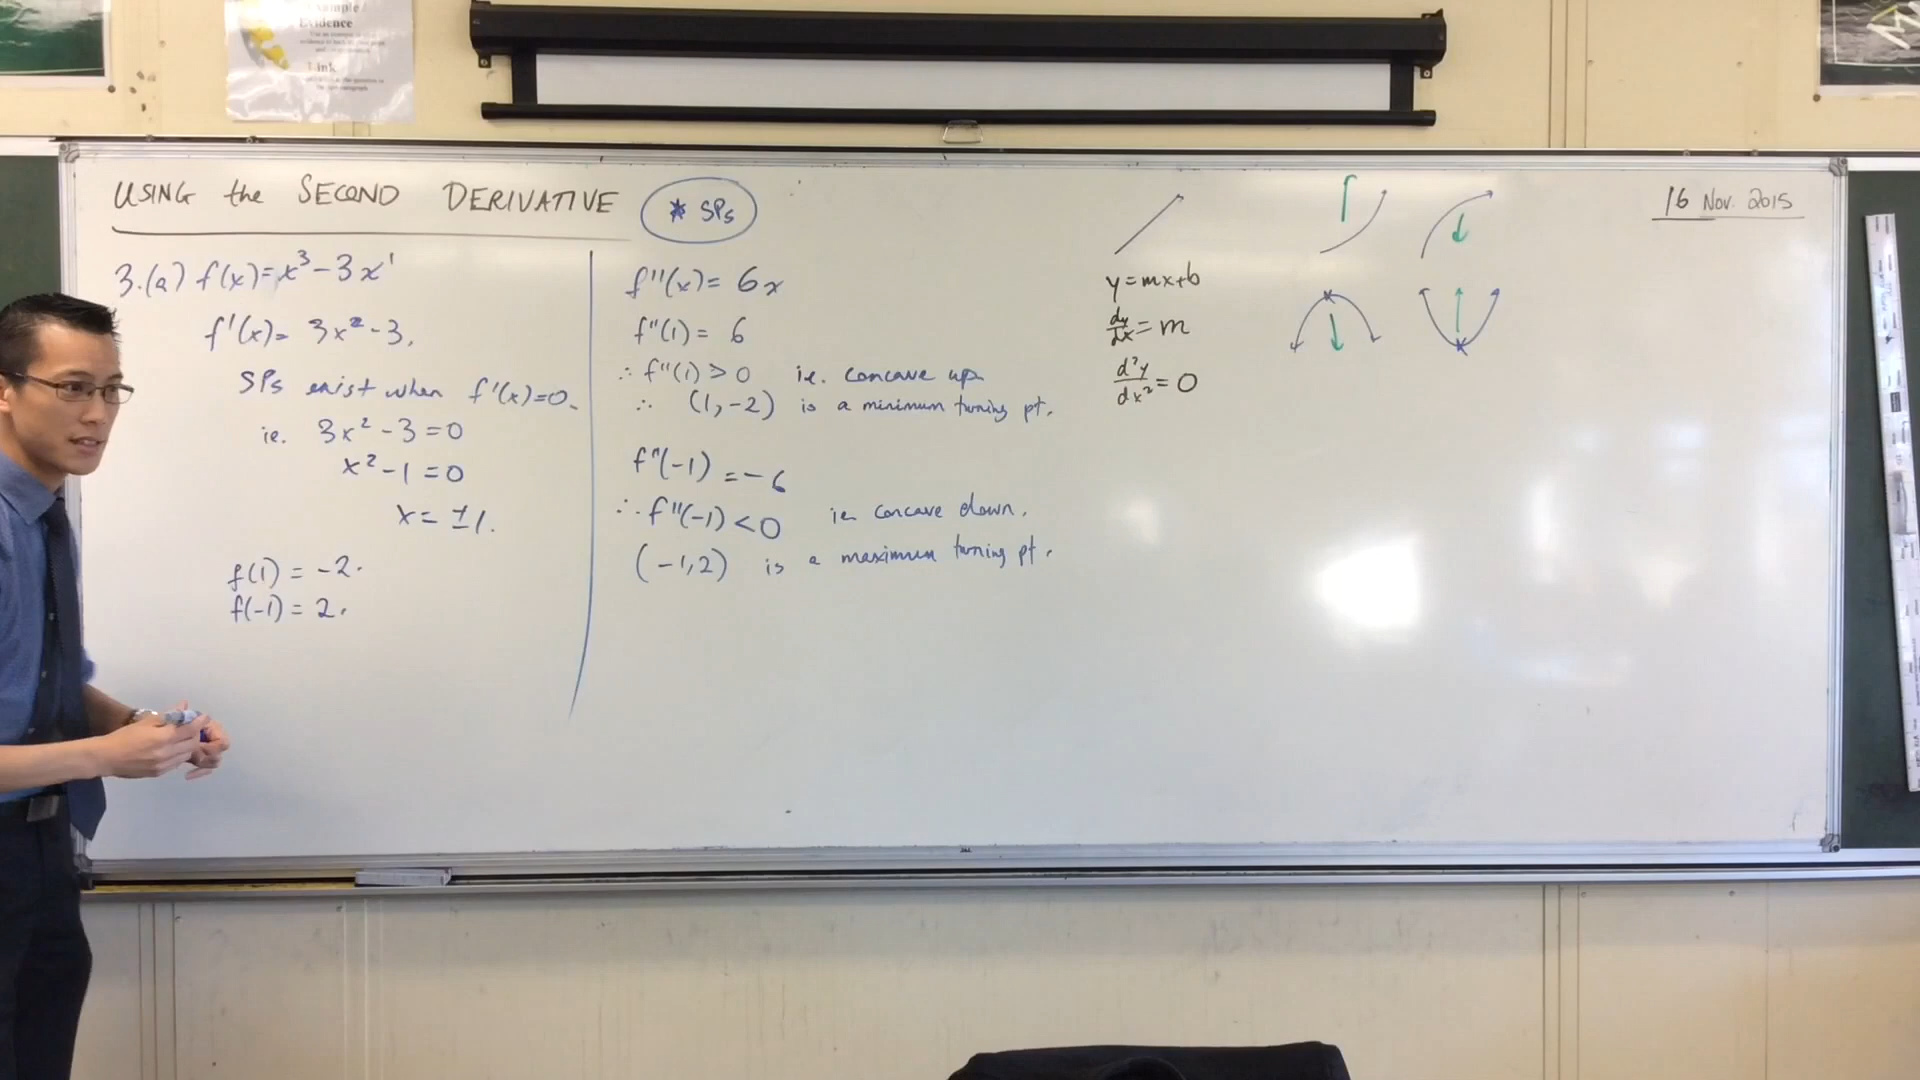 Example /
Evidence
Link
USING the SECOND DERIVATIVE
* SPs
16 Nov. 2015
3.(a) f(x)=x³-3x¹
f'(x)= 3x²-3.
SPs exist when f'(x)=0.
ie. 3x²-3=0
x²-1=0
x=±1.
f(1)=-2.
f(-1)=2.
f''(x)= 6x
f''(1)= 6
∴ f''(1)>0 ie. concave up
∴ (1,-2) is a minimum turning pt.
f''(-1) =-6
∴ f''(-1)<0 ie. concave down.
(-1,2) is a maximum turning pt.
y=mx+b
dy/dx=m
d²y/dx²=0